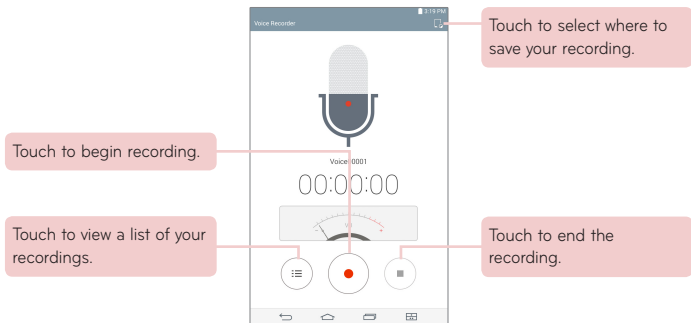 3:19 PM
Voice Recorder
Touch to select where to
save your recording.
Touch to begin recording.
Voice 0001
00:00:00
VU
Touch to view a list of your
recordings.
Touch to end the
recording.